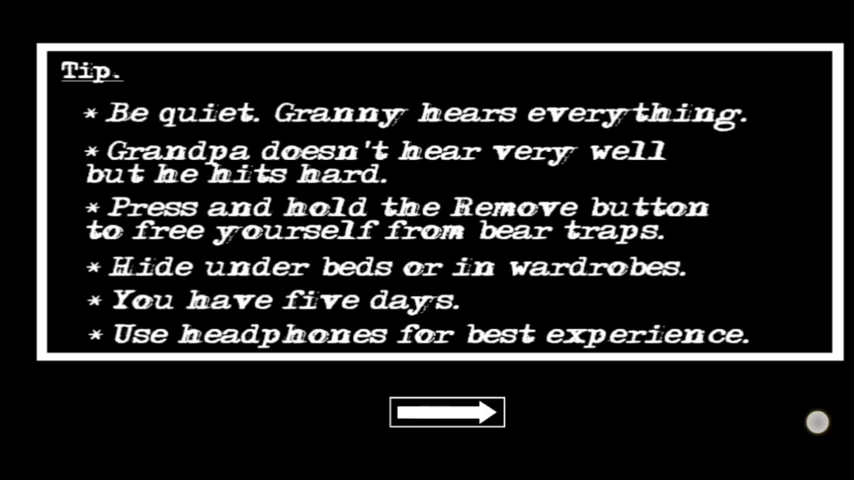 Tip.
* Be quiet. Granny hears everything.
* Grandpa doesn't hear very well
but he hits hard.
* Press and hold the Remove button
to free yourself from bear traps.
* Hide under beds or in wardrobes.
* You have five days.
* Use headphones for best experience.